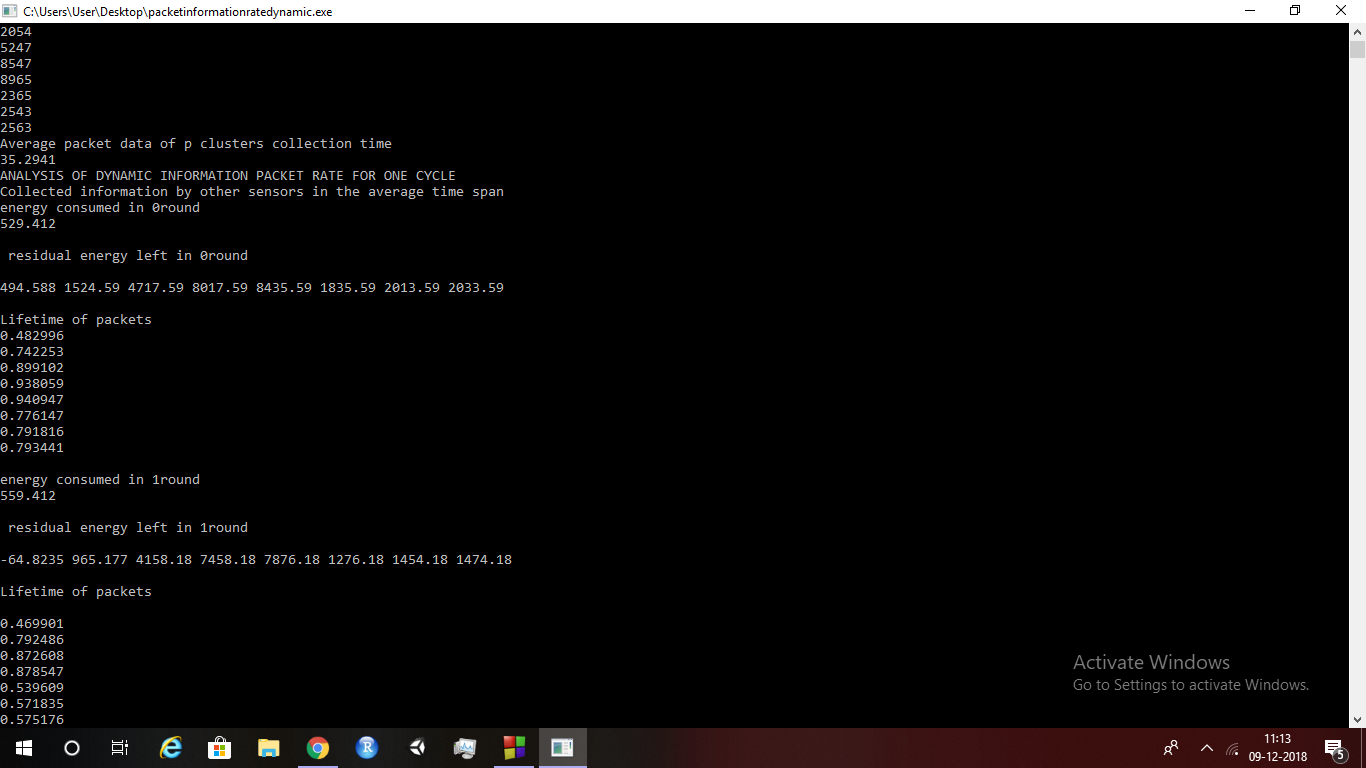 C:\Users\User\Desktop\packetinformationratedynamic.exe
2054
5247
8547
8965
2365
2543
2563
Average packet data of p clusters collection time
35.2941
ANALYSIS OF DYNAMIC INFORMATION PACKET RATE FOR ONE CYCLE
Collected information by other sensors in the average time span
energy consumed in 0round
529.412
residual energy left in 0round
494.588 1524.59 4717.59 8017.59 8435.59 1835.59 2013.59 2033.59
Lifetime of packets
0.482996
0.742253
0.899102
0.938059
0.940947
0.776147
0.791816
0.793441
energy consumed in 1round
559.412
residual energy left in 1round
-64.8235 965.177 4158.18 7458.18 7876.18 1276.18 1454.18 1474.18
Lifetime of packets
0.469901
0.792486
0.872608
0.878547
0.539609
0.571835
0.575176
Activate Windows
Go to Settings to activate Windows.
11:13
09-12-2018
5